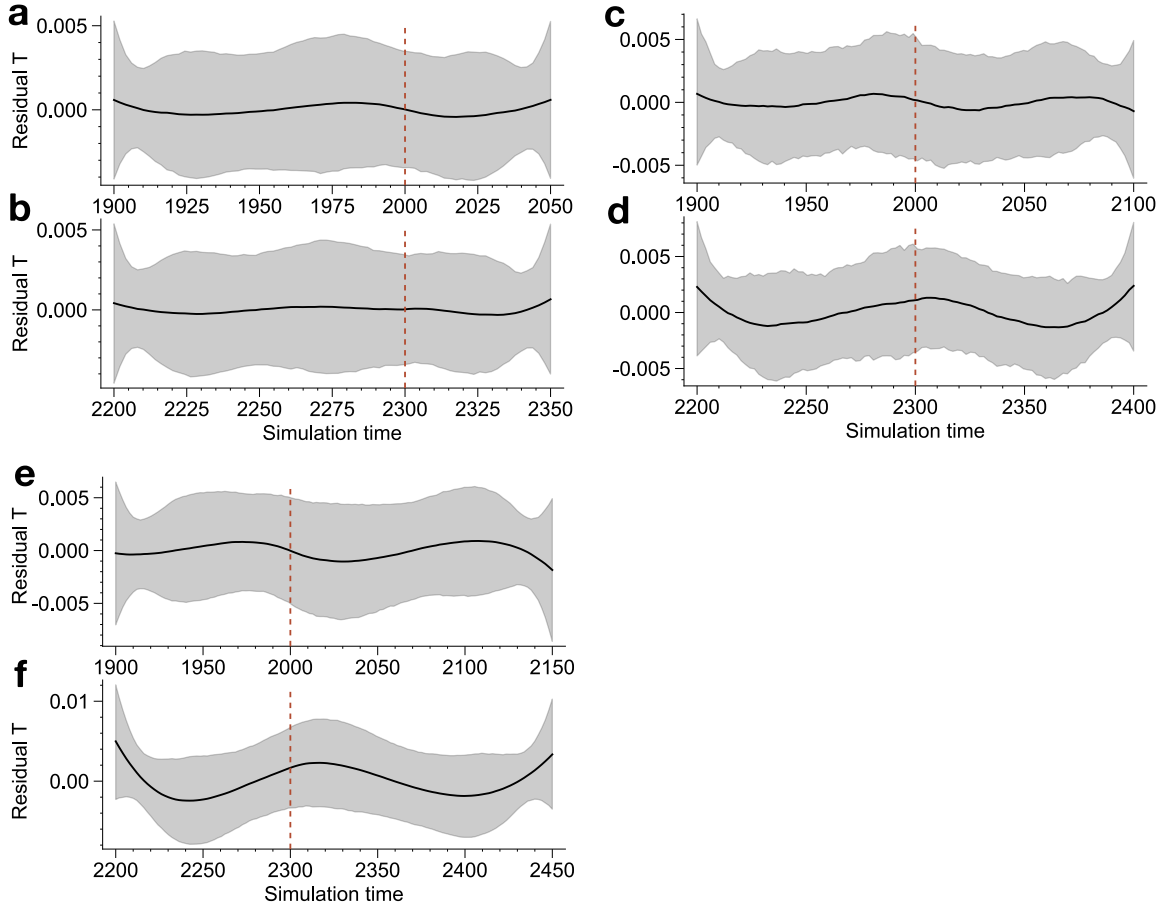 a
Residual T
0.005
0.000
1900 1925 1950 1975 2000 2025 2050
b
Residual T
0.005
0.000
2200 2225 2250 2275 2300 2325 2350
Simulation time
c
0.005
0.000
-0.005
1900 1950 2000 2050 2100
d
0.005
0.000
-0.005
2200 2250 2300 2350 2400
Simulation time
e
Residual T
0.005
0.000
-0.005
1900 1950 2000 2050 2100 2150
f
Residual T
0.01
0.00
2200 2250 2300 2350 2400 2450
Simulation time